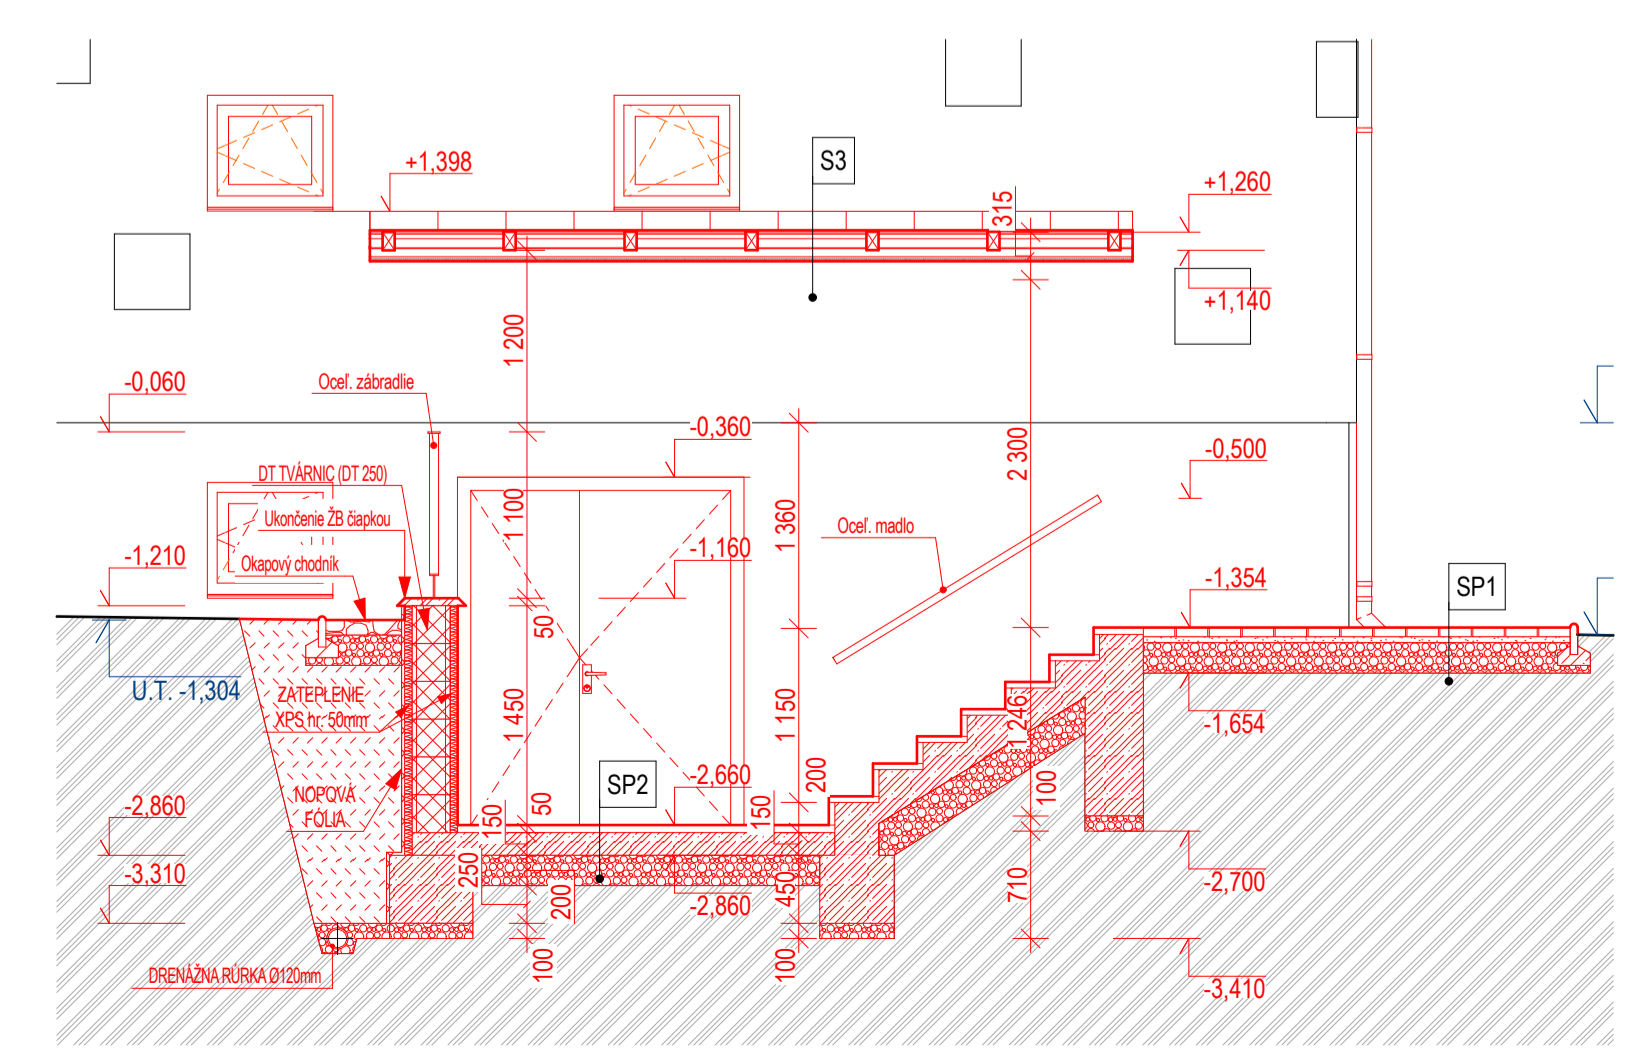 S3
+1,398
+1,260
315
+1,140
1 200
-0,060
Oceľ. zábradlie
-0,360
-0,500
2 300
DT TVÁRNIC (DT 250)
1 100
1 360
Ukončenie ŽB čiapkou
Oceľ. madlo
-1,210
Okapový chodník
-1,160
-1,354
SP1
50
U.T. -1,304
ZATEPLENIE
XPS hr. 50mm
1 450
1 150
1 246
-1,654
200
SP2
-2,660
100
NOPOVÁ
FÓLIA
-2,860
50
150
150
-3,310
250
200
-2,860
450
710
-2,700
DRENÁŽNA RÚRKA Ø120mm
100
100
-3,410